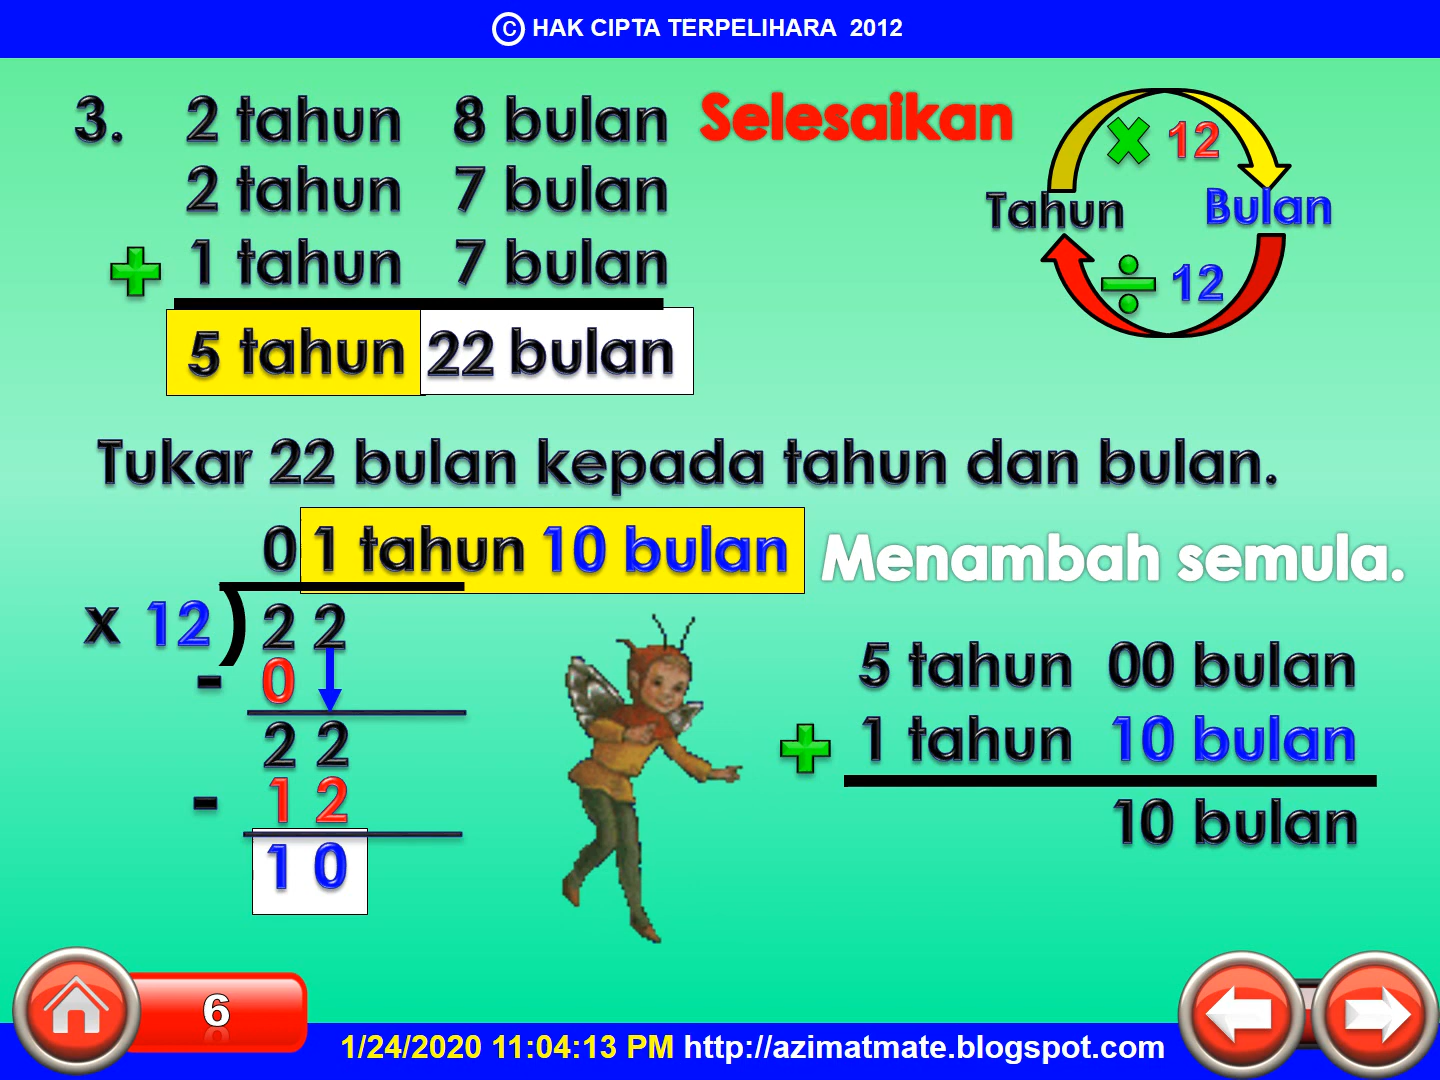 © HAK CIPTA TERPELIHARA 2012
3. 2 tahun 8 bulan Selesaikan
2 tahun 7 bulan
+ 1 tahun 7 bulan
5 tahun 22 bulan
× 12
Tahun Bulan
÷ 12
Tukar 22 bulan kepada tahun dan bulan.
0 1 tahun 10 bulan Menambah semula.
x 12 ) 2 2
- 0
2 2
- 1 2
1 0
5 tahun 00 bulan
+ 1 tahun 10 bulan
10 bulan
6
1/24/2020 11:04:13 PM http://azimatmate.blogspot.com